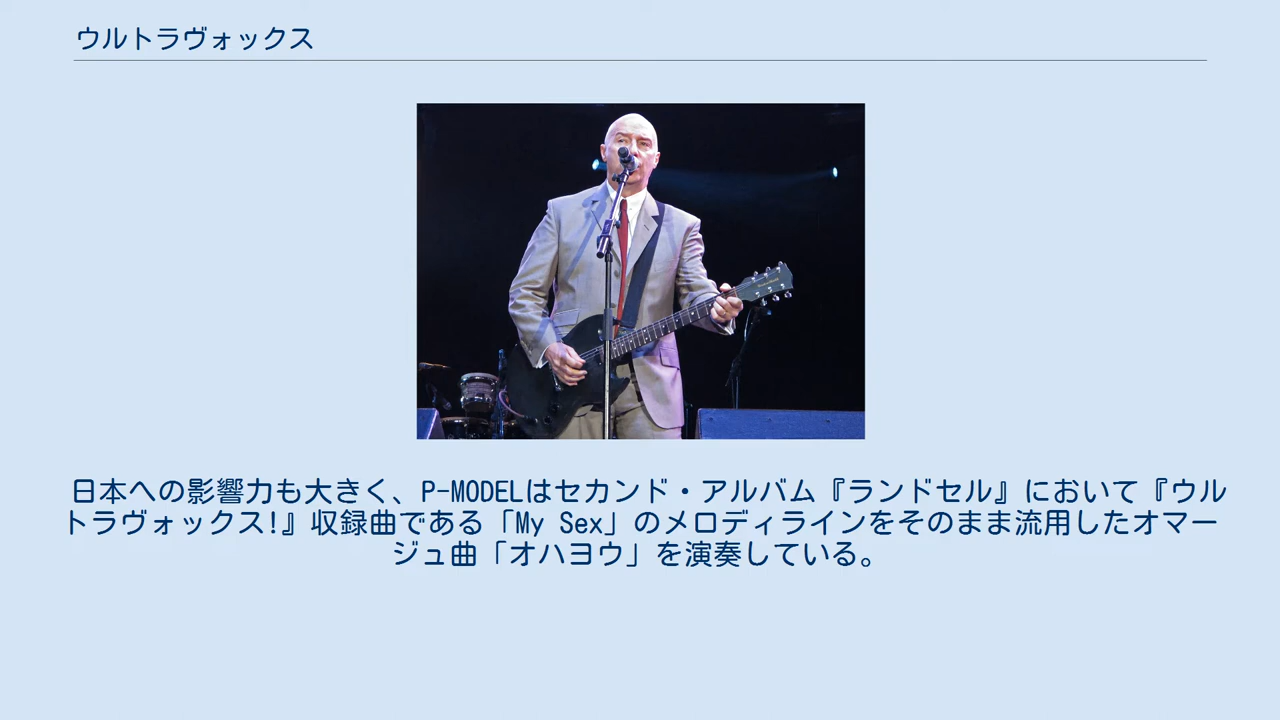 ウルトラヴォックス
日本への影響力も大きく、P-MODELはセカンド・アルバム『ランドセル』において『ウル
トラヴォックス!』収録曲である「My Sex」のメロディラインをそのまま流用したオマー
ジュ曲「オハヨウ」を演奏している。